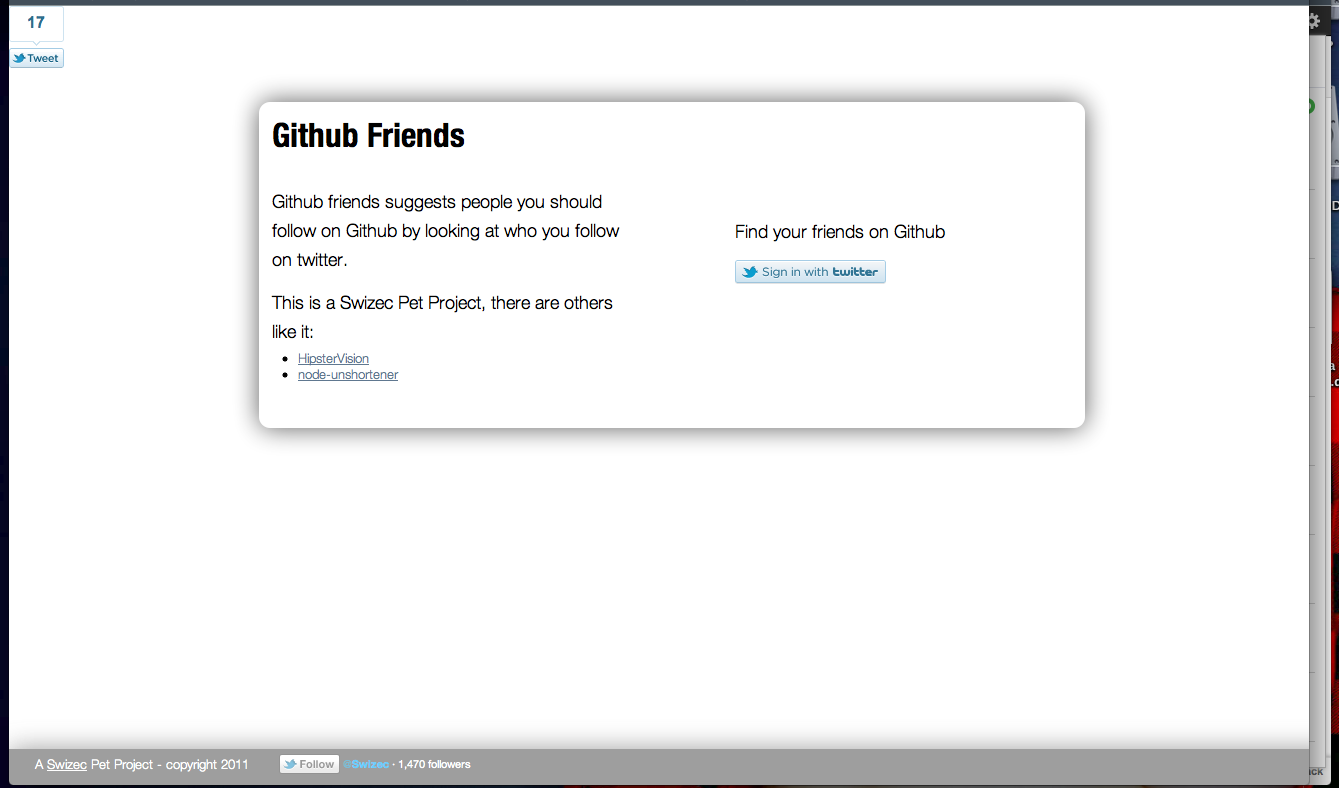 17
Tweet
Github Friends
Github friends suggests people you should
follow on Github by looking at who you follow
on twitter.
This is a Swizec Pet Project, there are others
like it:
HipsterVision
node-unshortener
Find your friends on Github
Sign in with twitter
A Swizec Pet Project - copyright 2011
Follow @Swizec · 1,470 followers